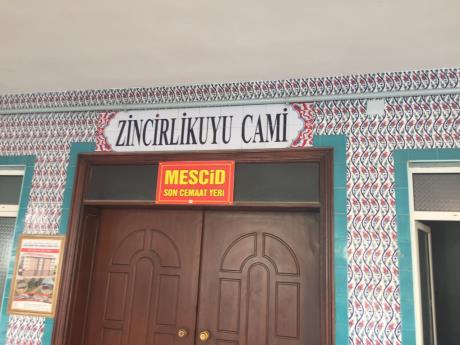 ZİNCİRLİKUYU CAMİ
MESCİD
SON CEMAAT YERİ